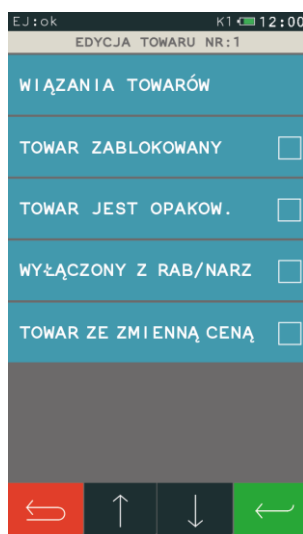 EJ:ok K1 12:00
EDYCJA TOWARU NR:1
WIĄZANIA TOWARÓW
TOWAR ZABLOKOWANY
TOWAR JEST OPAKOW.
WYŁĄCZONY Z RAB/NARZ
TOWAR ZE ZMIENNĄ CENĄ